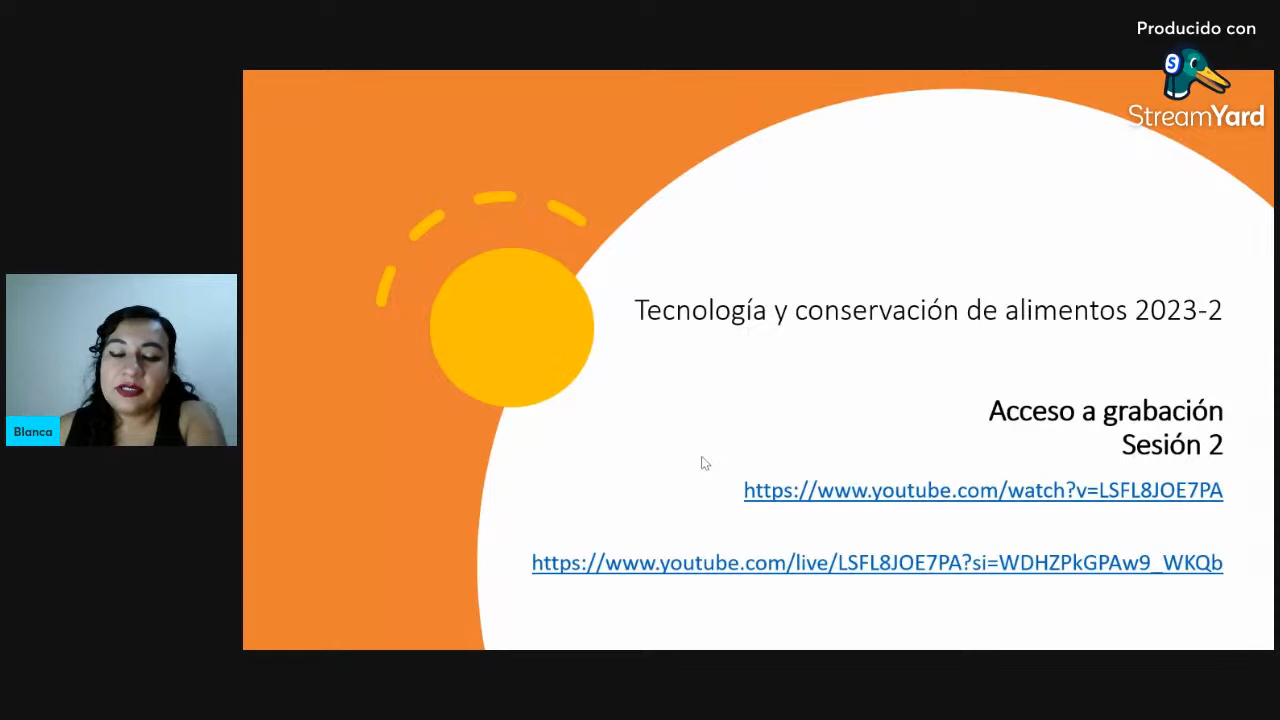 Producido con
StreamYard
Tecnología y conservación de alimentos 2023-2
Acceso a grabación
Sesión 2
https://www.youtube.com/watch?v=LSFL8JOE7PA
https://www.youtube.com/live/LSFL8JOE7PA?si=WDHZPkGPAw9_WKQb
Blanca